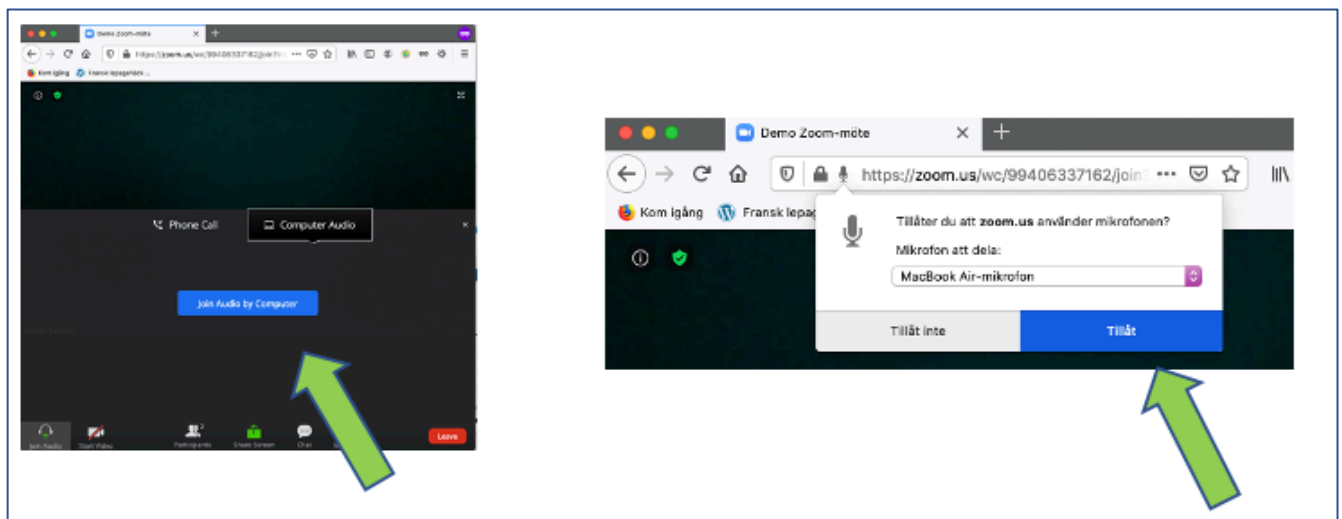 Demo Zoom-möte
https://zoom.us/wc/99406337162/join
Kom igång
Phone Call
Computer Audio
Join Audio by Computer
Join Audio
Start Video
Participants
Share Screen
Chat
Leave
Demo Zoom-möte
https://zoom.us/wc/99406337162/join?
Kom igång Fransk lepag
Tillåter du att zoom.us använder mikrofonen?
Mikrofon att dela:
MacBook Air-mikrofon
Tillåt inte
Tillåt